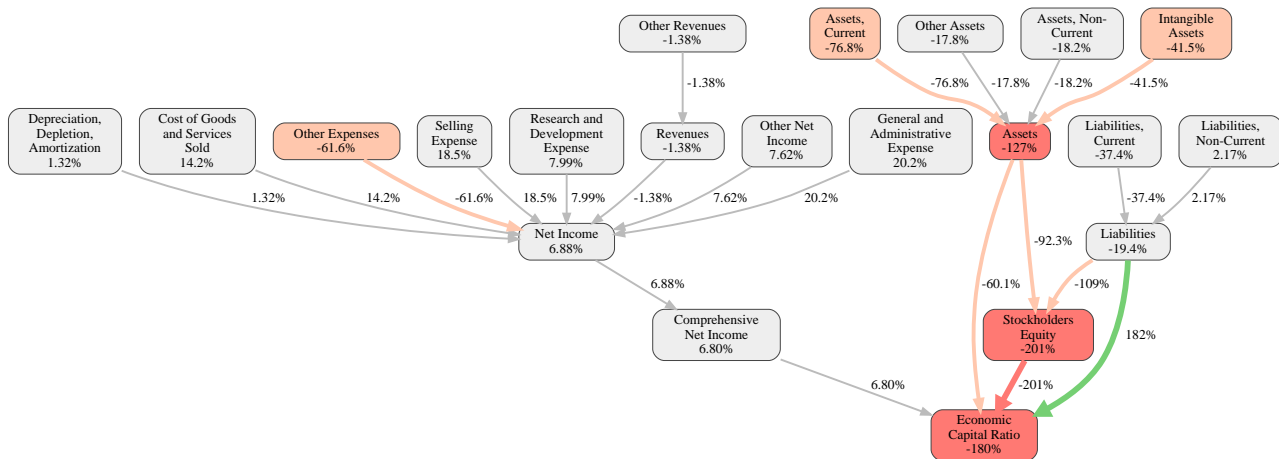 Other Revenues
-1.38%
Assets,
Current
-76.8%
Other Assets
-17.8%
Assets, Non-
Current
-18.2%
Intangible
Assets
-41.5%
-1.38%
-76.8%
-17.8%
-18.2%
-41.5%
Depreciation,
Depletion,
Amortization
1.32%
Cost of Goods
and Services
Sold
14.2%
Other Expenses
-61.6%
Selling
Expense
18.5%
Research and
Development
Expense
7.99%
Revenues
-1.38%
Other Net
Income
7.62%
General and
Administrative
Expense
20.2%
Assets
-127%
Liabilities,
Current
-37.4%
Liabilities,
Non-Current
2.17%
1.32%
14.2%
-61.6%
18.5%
7.99%
-1.38%
7.62%
20.2%
-37.4%
2.17%
Net Income
6.88%
-92.3%
Liabilities
-19.4%
6.88%
-60.1%
-109%
Comprehensive
Net Income
6.80%
Stockholders
Equity
-201%
182%
6.80%
-201%
Economic
Capital Ratio
-180%